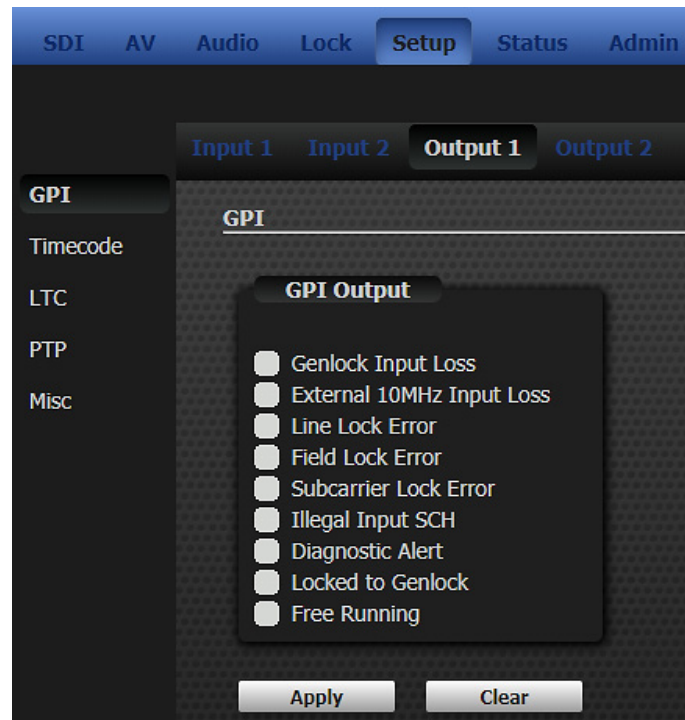 SDI AV Audio Lock Setup Status Admin
Input 1 Input 2 Output 1 Output 2
GPI
Timecode
LTC
PTP
Misc
GPI
GPI Output
Genlock Input Loss
External 10MHz Input Loss
Line Lock Error
Field Lock Error
Subcarrier Lock Error
Illegal Input SCH
Diagnostic Alert
Locked to Genlock
Free Running
Apply Clear